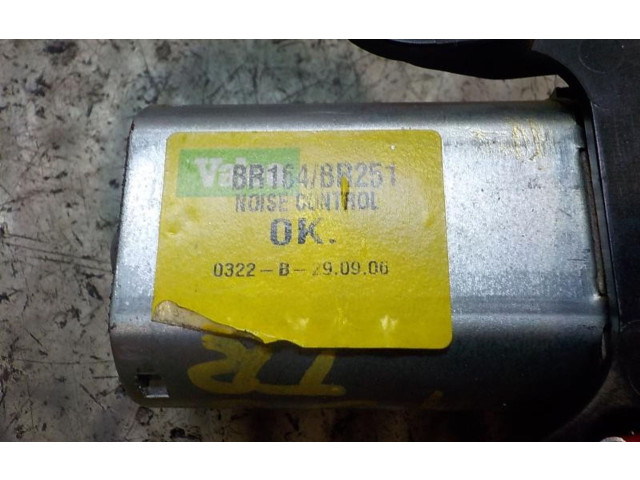 BR164/BR251
NOISE CONTROL
OK.
0322-B-29.09.06
TR